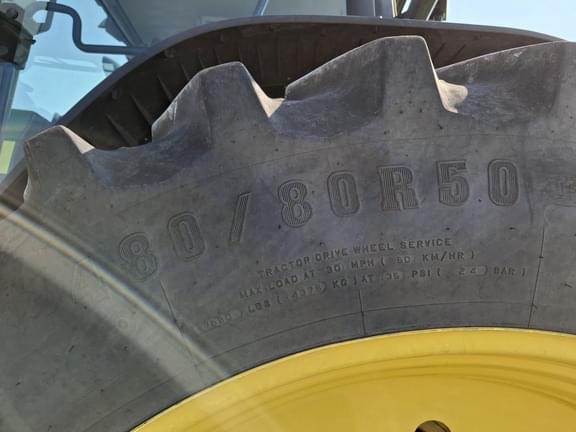 80/80R50
TRACTOR DRIVE WHEEL SERVICE
MAX LOAD AT 30 MPH ( 50 KM/HR )
LBS ( KG ) AT 35 PSI ( 2.4 BAR )